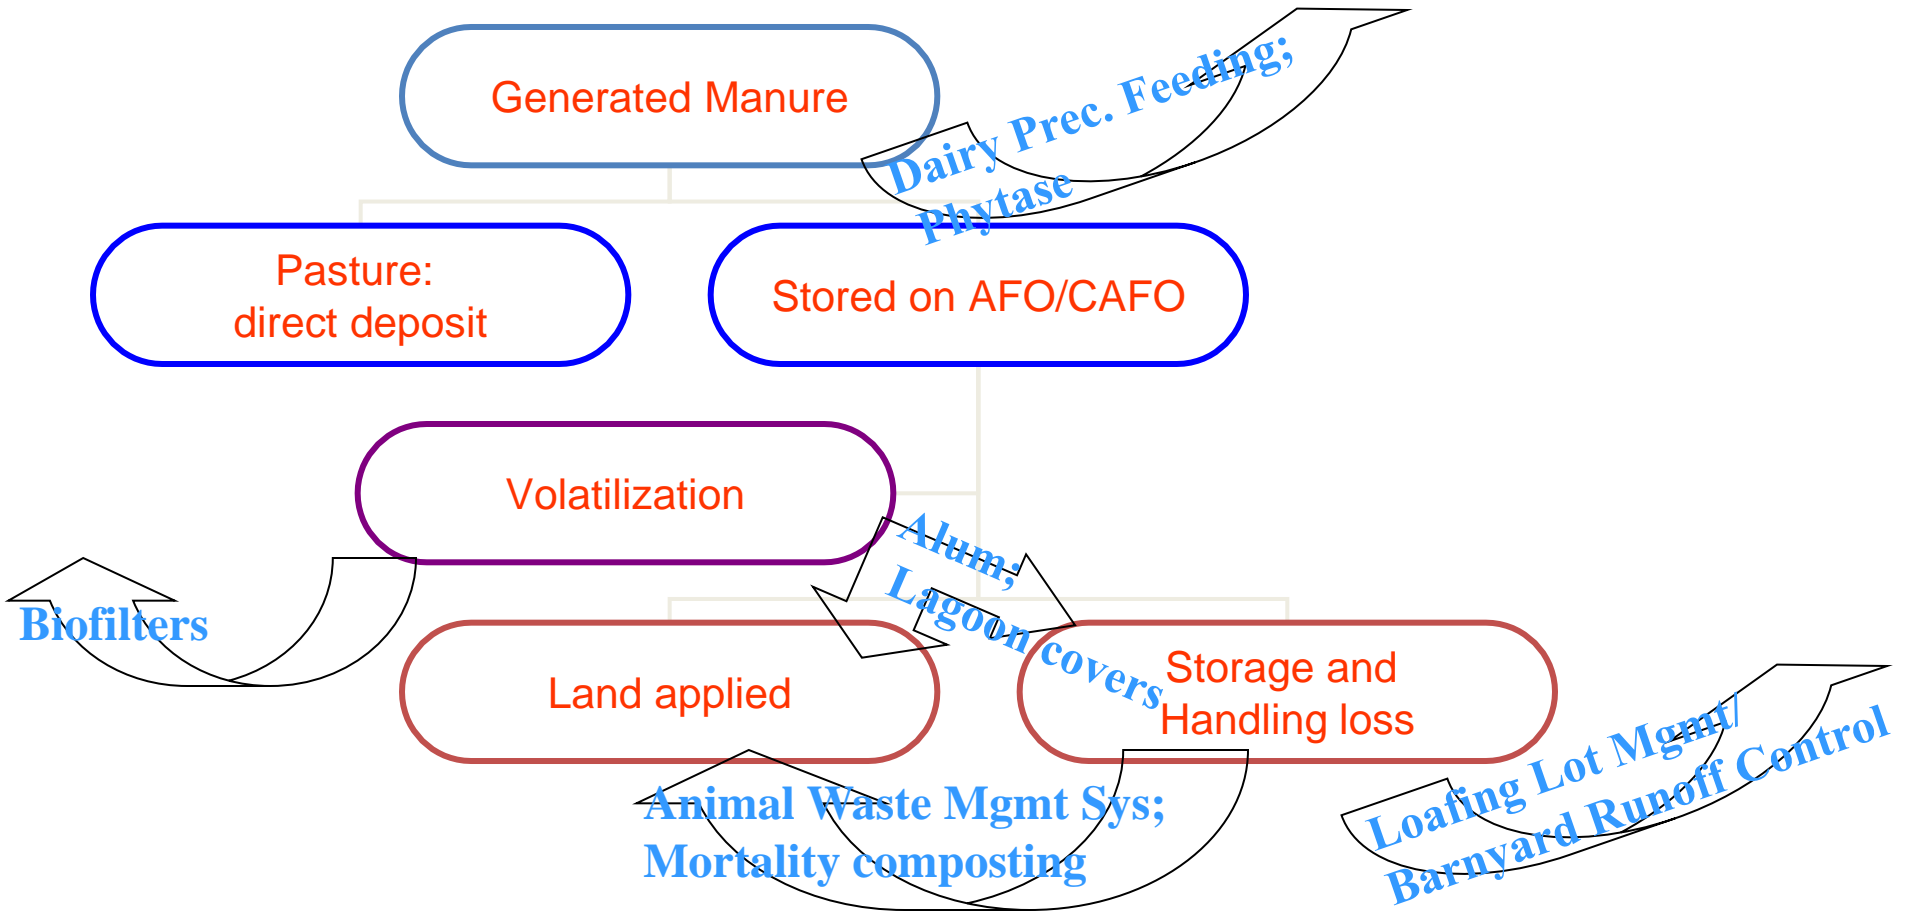 Generated Manure
Dairy Prec. Feeding;
Phytase
Pasture:
direct deposit
Stored on AFO/CAFO
Volatilization
Alum;
Lagoon covers
Biofilters
Land applied
Storage and
Handling loss
Loafing Lot Mgmt/
Barnyard Runoff Control
Animal Waste Mgmt Sys;
Mortality composting